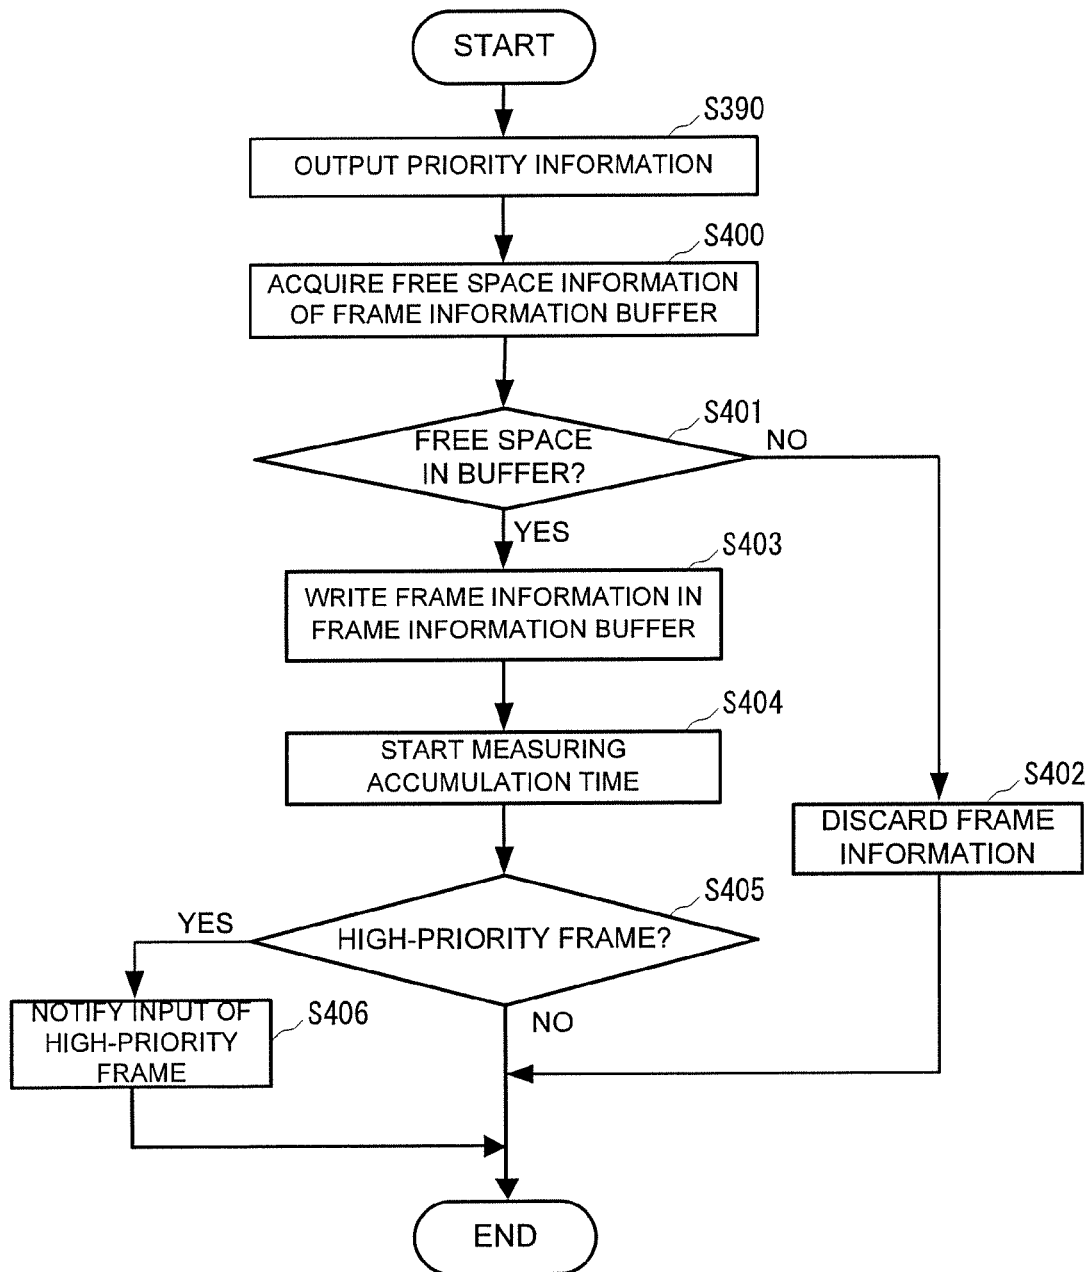 START
S390
OUTPUT PRIORITY INFORMATION
S400
ACQUIRE FREE SPACE INFORMATION
OF FRAME INFORMATION BUFFER
S401
FREE SPACE
IN BUFFER?
NO
YES
S403
WRITE FRAME INFORMATION IN
FRAME INFORMATION BUFFER
S404
START MEASURING
ACCUMULATION TIME
S402
DISCARD FRAME
INFORMATION
S405
HIGH-PRIORITY FRAME?
YES
NO
S406
NOTIFY INPUT OF
HIGH-PRIORITY
FRAME
END